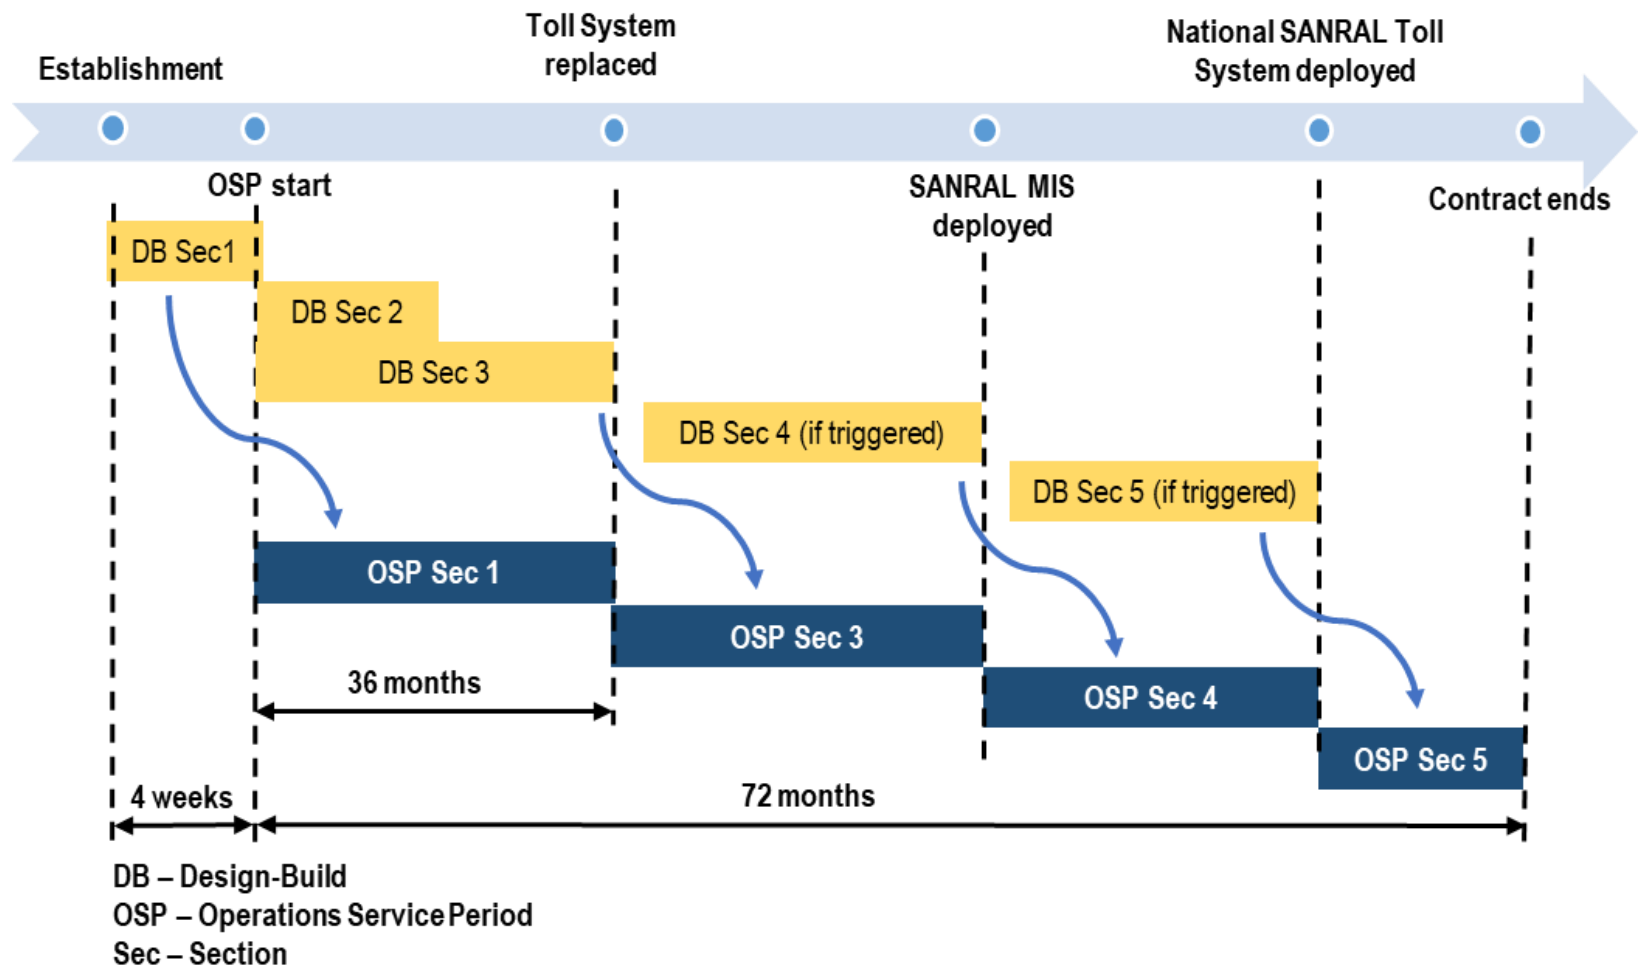 Establishment
Toll System
replaced
National SANRAL Toll
System deployed
OSP start
SANRAL MIS
deployed
Contract ends
DB Sec1
DB Sec 2
DB Sec 3
DB Sec 4 (if triggered)
DB Sec 5 (if triggered)
OSP Sec 1
OSP Sec 3
36 months
OSP Sec 4
OSP Sec 5
4 weeks
72 months
DB – Design-Build
OSP – Operations Service Period
Sec – Section